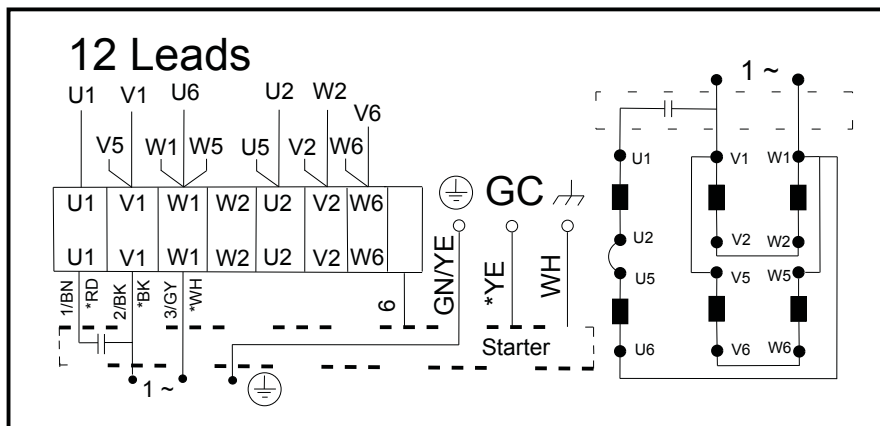 12 Leads
U1 V1 U6 U2 W2 V6
V5 W1 W5 U5 V2 W6
U1 V1 W1 W2 U2 V2 W6
U1 V1 W1 W2 U2 V2 W6
1/BN *RD 2/BK *BK 3/GY *WH 6 GN/YE *YE WH
GC
Starter
1 ~
1 ~
U1 V1 W1
U2 V2 W2
U5 V5 W5
U6 V6 W6